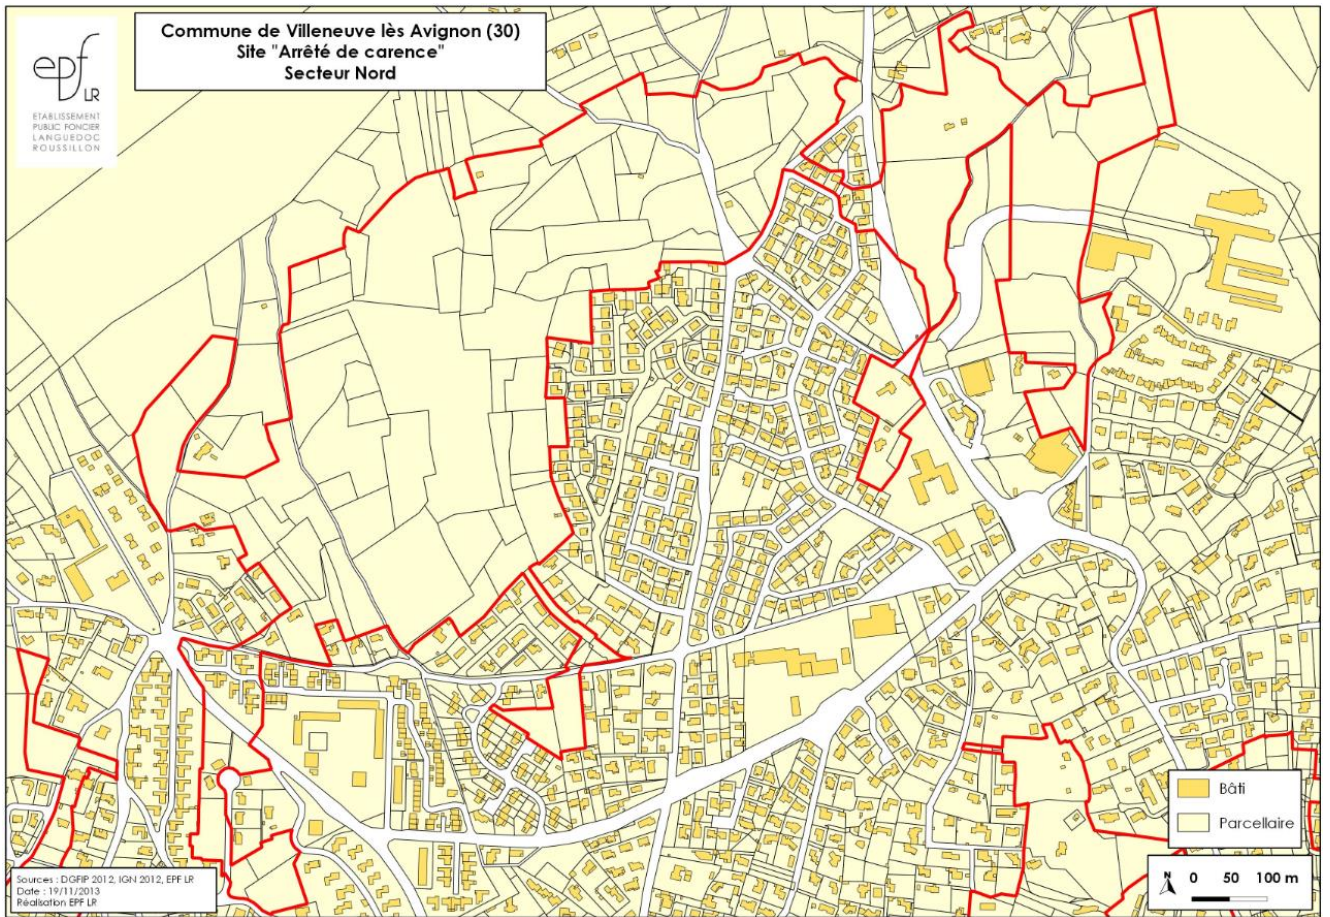 Commune de Villeneuve lès Avignon (30)
Site "Arrêté de carence"
Secteur Nord
epf
LR
ETABLISSEMENT
PUBLIC FONCIER
LANGUEDOC
ROUSSILLON
Bâti
Parcellaire
N 0 50 100 m
Sources : DGFIP 2012, IGN 2012, EPF LR
Date : 19/11/2013
Réalisation EPF LR